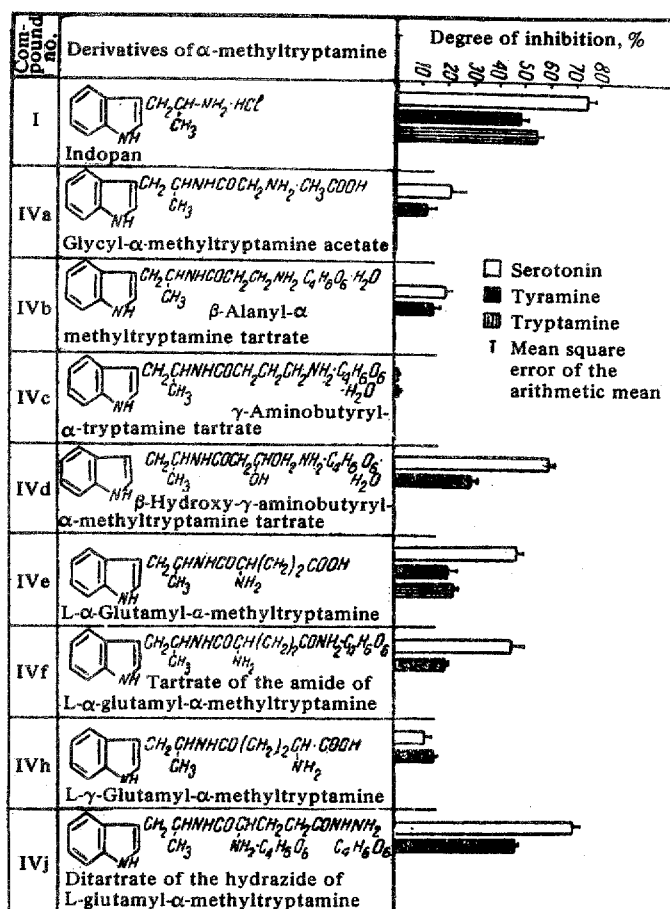 Com-
pound
no.
Derivatives of α-methyltryptamine
Degree of inhibition, %
10 20 30 40 50 60 70 80
I
CH₂CH-NH₂·HCl
CH₃
NH
Indopan
IVa
CH₂CHNHCOCH₂NH₂·CH₃COOH
CH₃
NH
Glycyl-α-methyltryptamine acetate
IVb
CH₂CHNHCOCH₂CH₂NH₂·C₄H₆O₆·H₂O
CH₃
NH
β-Alanyl-α
methyltryptamine tartrate
IVc
CH₂CHNHCOCH₂CH₂CH₂NH₂·C₄H₆O₆
CH₃
·H₂O
NH
γ-Aminobutyryl-
α-tryptamine tartrate
IVd
CH₂CHNHCOCH₂CHOH₂NH₂·C₄H₆O₆·
CH₃
OH
H₂O
NH
β-Hydroxy-γ-aminobutyryl-
α-methyltryptamine tartrate
IVe
CH₂CHNHCOCH(CH₂)₂COOH
CH₃
NH₂
NH
L-α-Glutamyl-α-methyltryptamine
IVf
CH₂CHNHCOCH(CH₂)₂CONH₂·C₄H₆O₆
CH₃
NH₂
NH
Tartrate of the amide of
L-α-glutamyl-α-methyltryptamine
IVh
CH₂CHNHCO(CH₂)₂CH·COOH
CH₃
NH₂
NH
L-γ-Glutamyl-α-methyltryptamine
IVj
CH₂CHNHCOCHCH₂CH₂CONHNH₂
CH₃
NH₂·C₄H₆O₆
C₄H₆O₆
NH
Ditartrate of the hydrazide of
L-glutamyl-α-methyltryptamine
Serotonin
Tyramine
Tryptamine
Mean square
error of the
arithmetic mean